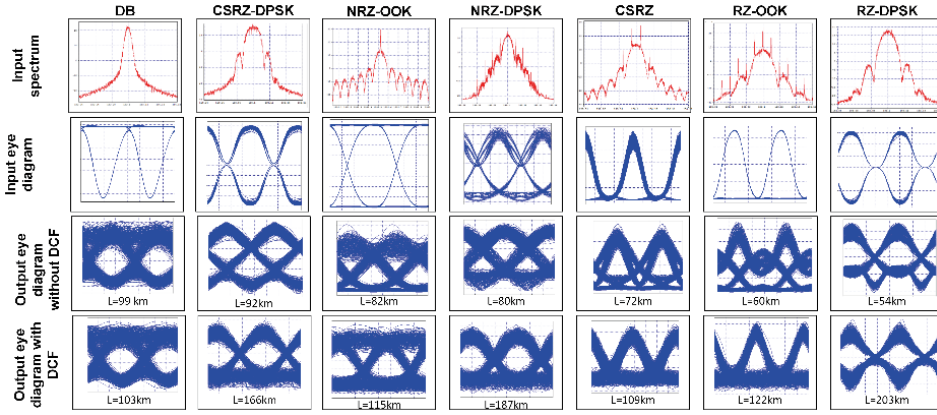 DB CSRZ-DPSK NRZ-OOK NRZ-DPSK CSRZ RZ-OOK RZ-DPSK
Input
spectrum
Input eye
diagram
Output eye
diagram
without DCF
L=99 km L=92km L=82km L=80km L=72km L=60km L=54km
Output eye
diagram with
DCF
L=103km L=166km L=115km L=187km L=109km L=122km L=203km